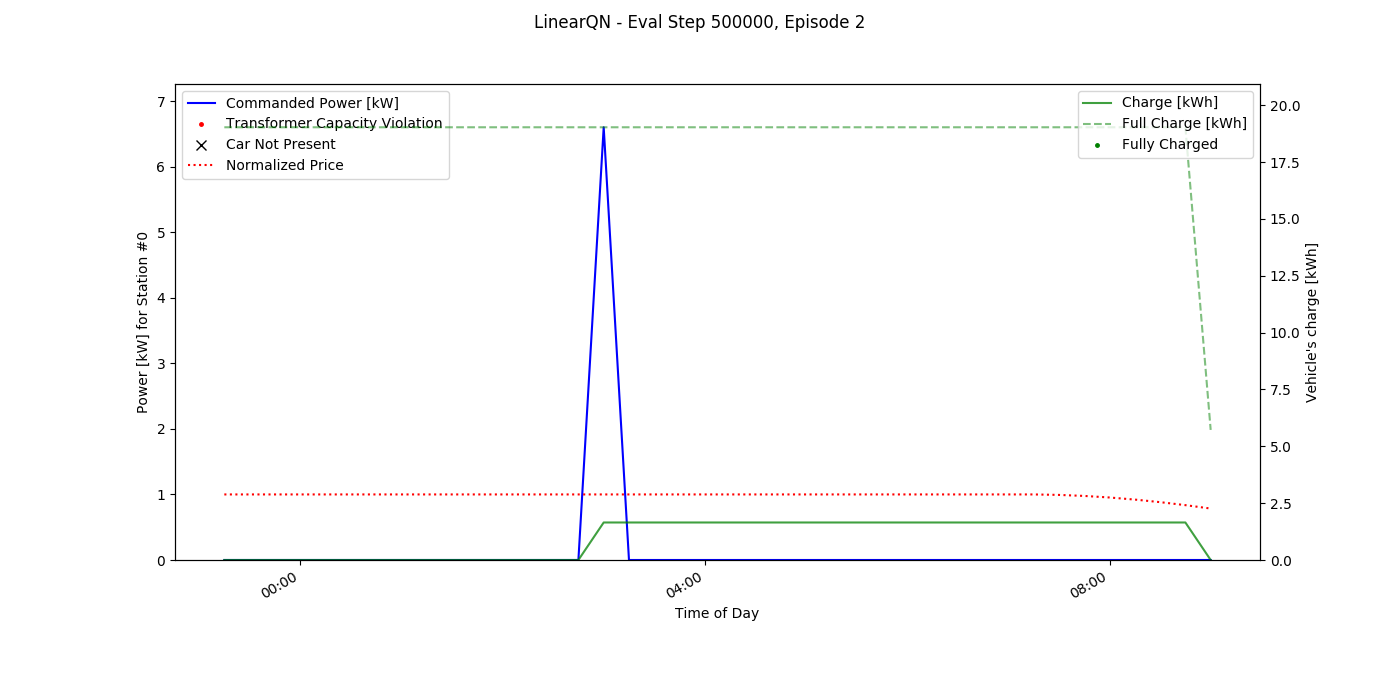 LinearQN - Eval Step 500000, Episode 2
Commanded Power [kW]
Transformer Capacity Violation
Car Not Present
Normalized Price
Charge [kWh]
Full Charge [kWh]
Fully Charged
Power [kW] for Station #0
7
6
5
4
3
2
1
0
20.0
17.5
15.0
12.5
10.0
7.5
5.0
2.5
0.0
Vehicle's charge [kWh]
00:00
04:00
08:00
Time of Day